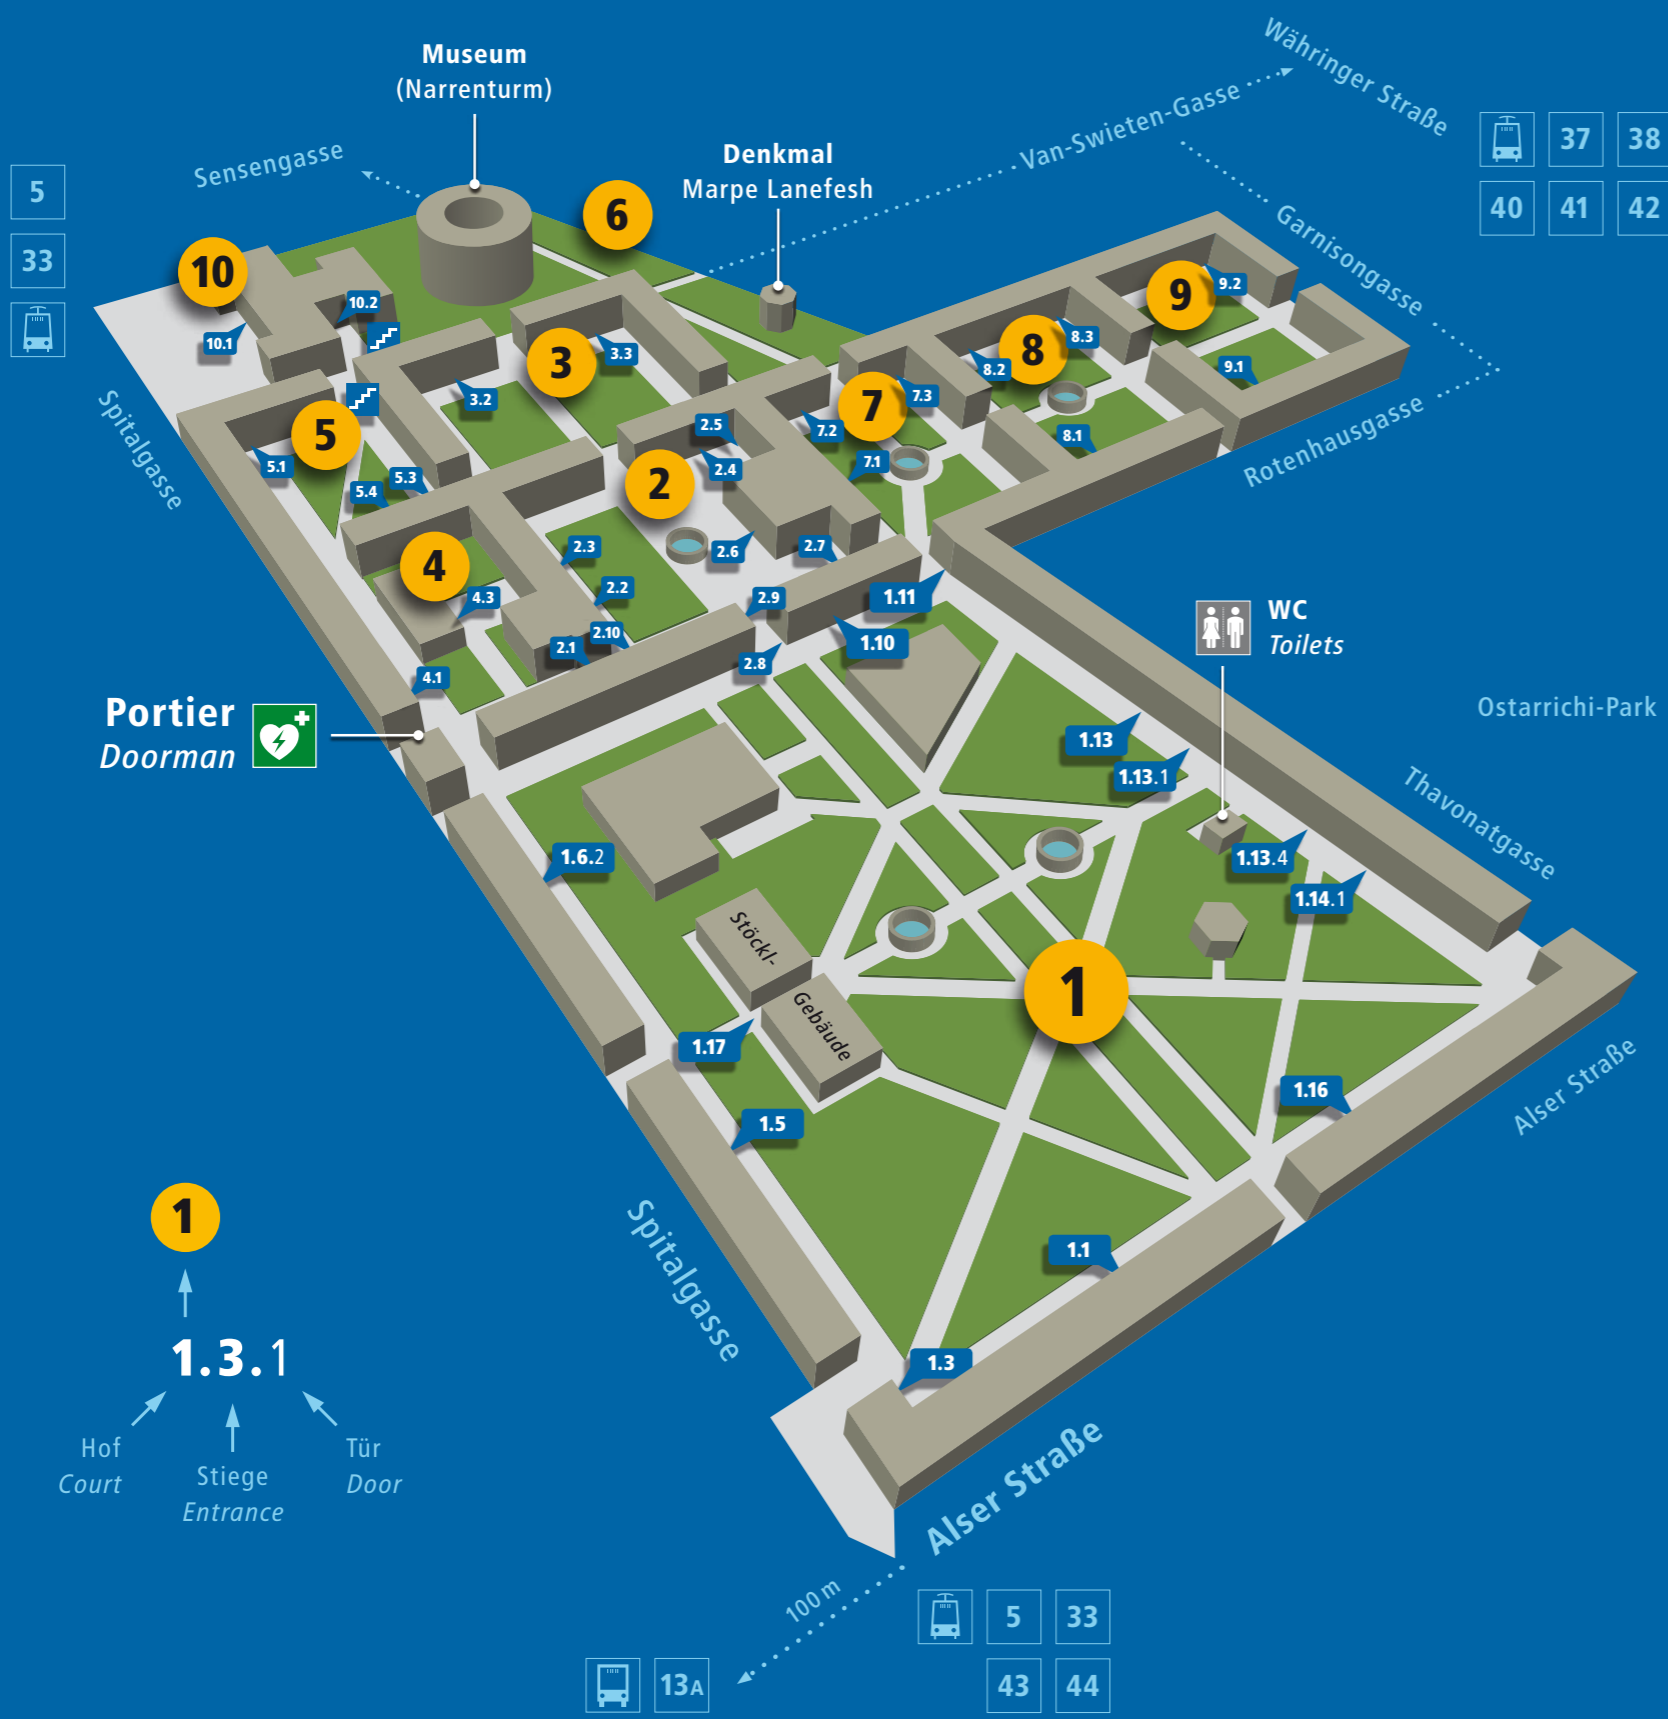 Museum
(Narrenturm)
Denkmal
Marpe Lanefesh
Sensengasse
Van-Swieten-Gasse
Währinger Straße
37
38
40
41
42
Garnisongasse
Rotenhausgasse
5
33
Spitalgasse
6
10
10.2
10.1
3
3.3
3.2
9
9.2
9.1
8
8.3
8.2
8.1
7
7.3
7.2
7.1
5
5.1
5.3
5.4
2
2.5
2.4
2.6
2.7
2.3
2.2
2.9
2.10
2.1
2.8
4
4.3
4.1
1.11
1.10
WC
Toilets
Portier
Doorman
Ostarrichi-Park
Thavonatgasse
1.13
1.13.1
1.13.4
1.14.1
1.6.2
Stöckl-
Gebäude
1
1.17
1.5
1.16
1.1
1.3
Alser Straße
Spitalgasse
Alser Straße
1
1.3.1
Hof
Court
Stiege
Entrance
Tür
Door
100 m
13A
5
33
43
44